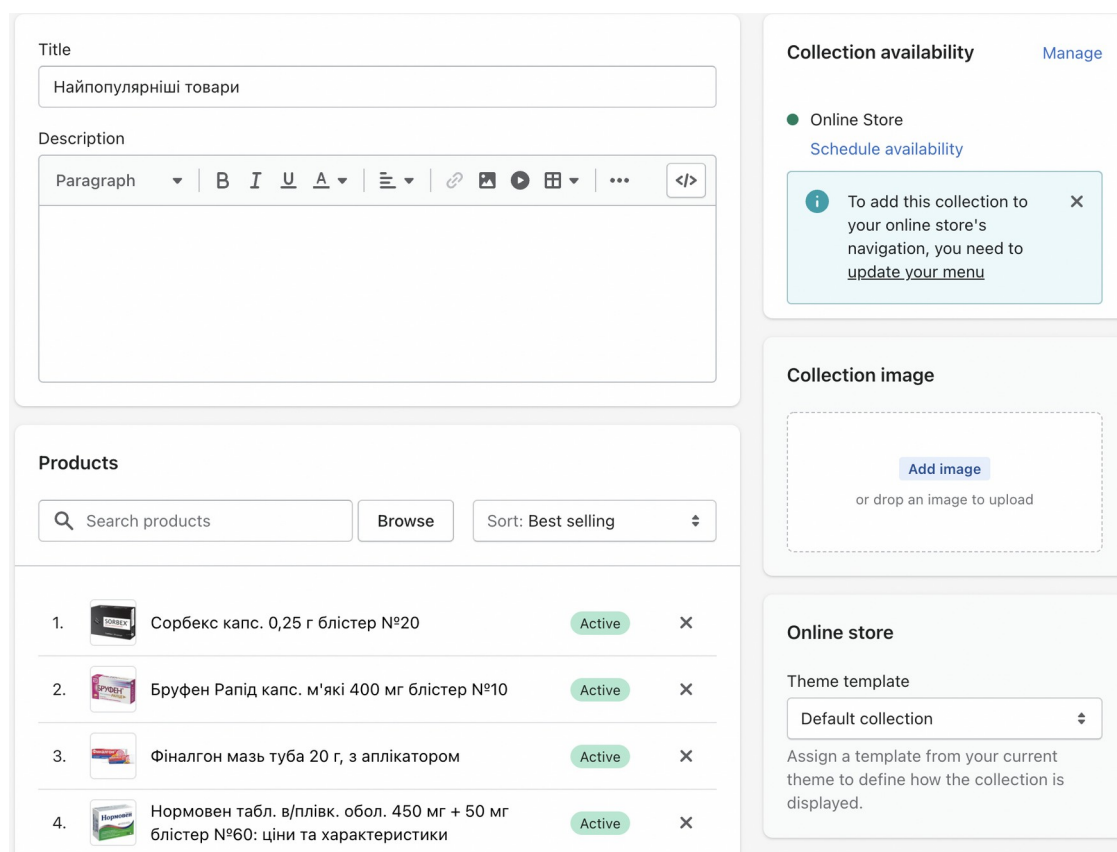 Title
Найпопулярніші товари
Description
Paragraph
B I U A
</>
Products
Search products
Browse
Sort: Best selling
1.
SORBEX
Сорбекс капс. 0,25 г блістер №20
Active
2.
БРУФЕН
Бруфен Рапід капс. м'які 400 мг блістер №10
Active
3.
Фіналгон мазь туба 20 г, з аплікатором
Active
4.
Нормовен
Нормовен табл. в/плівк. обол. 450 мг + 50 мг
блістер №60: ціни та характеристики
Active
Collection availability
Manage
Online Store
Schedule availability
To add this collection to
your online store's
navigation, you need to
update your menu
Collection image
Add image
or drop an image to upload
Online store
Theme template
Default collection
Assign a template from your current
theme to define how the collection is
displayed.